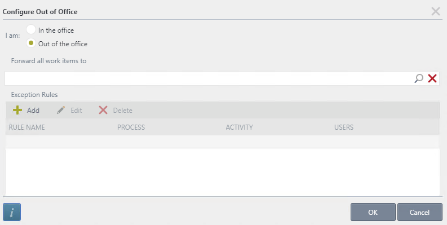 Configure Out of Office
I am:
In the office
Out of the office
Forward all work items to
Exception Rules
Add Edit Delete
RULE NAME PROCESS ACTIVITY USERS
i OK Cancel